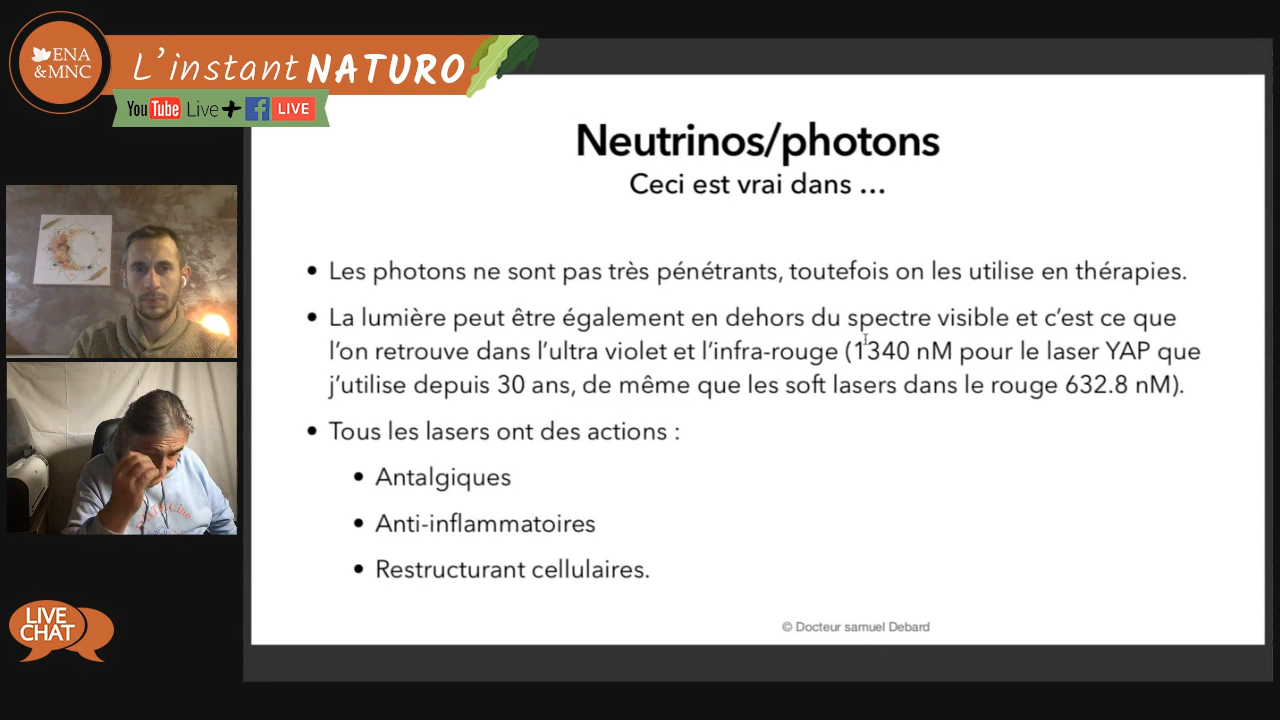 ENA
&MNC
L'instant NATURO
YouTube Live + f LIVE
Neutrinos/photons
Ceci est vrai dans ...
• Les photons ne sont pas très pénétrants, toutefois on les utilise en thérapies.
• La lumière peut être également en dehors du spectre visible et c'est ce que
l'on retrouve dans l'ultra violet et l'infra-rouge (1340 nM pour le laser YAP que
j'utilise depuis 30 ans, de même que les soft lasers dans le rouge 632.8 nM).
• Tous les lasers ont des actions :
• Antalgiques
• Anti-inflammatoires
• Restructurant cellulaires.
© Docteur samuel Debard
LIVE
CHAT